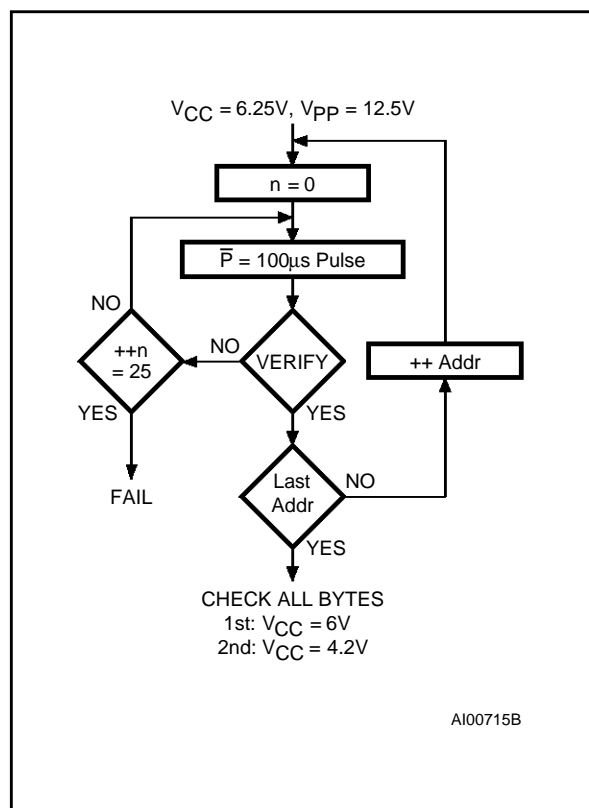 VCC = 6.25V, VPP = 12.5V
n = 0
P̅ = 100µs Pulse
NO
++n
= 25
NO
VERIFY
++ Addr
YES
YES
FAIL
Last
Addr
NO
YES
CHECK ALL BYTES
1st: VCC = 6V
2nd: VCC = 4.2V
AI00715B